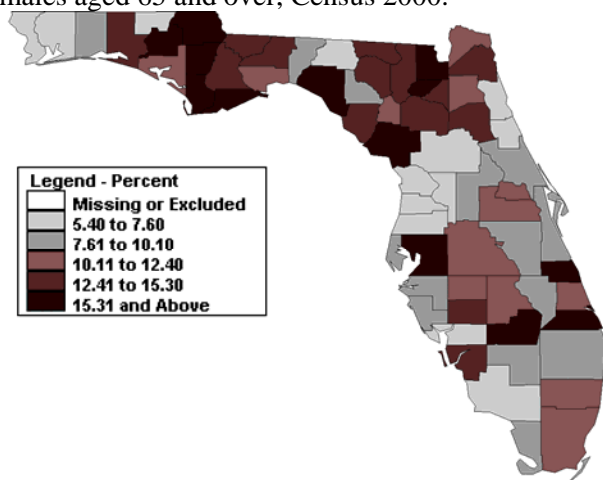 males aged 65 and over, Census 2000.
Legend - Percent
Missing or Excluded
5.40 to 7.60
7.61 to 10.10
10.11 to 12.40
12.41 to 15.30
15.31 and Above